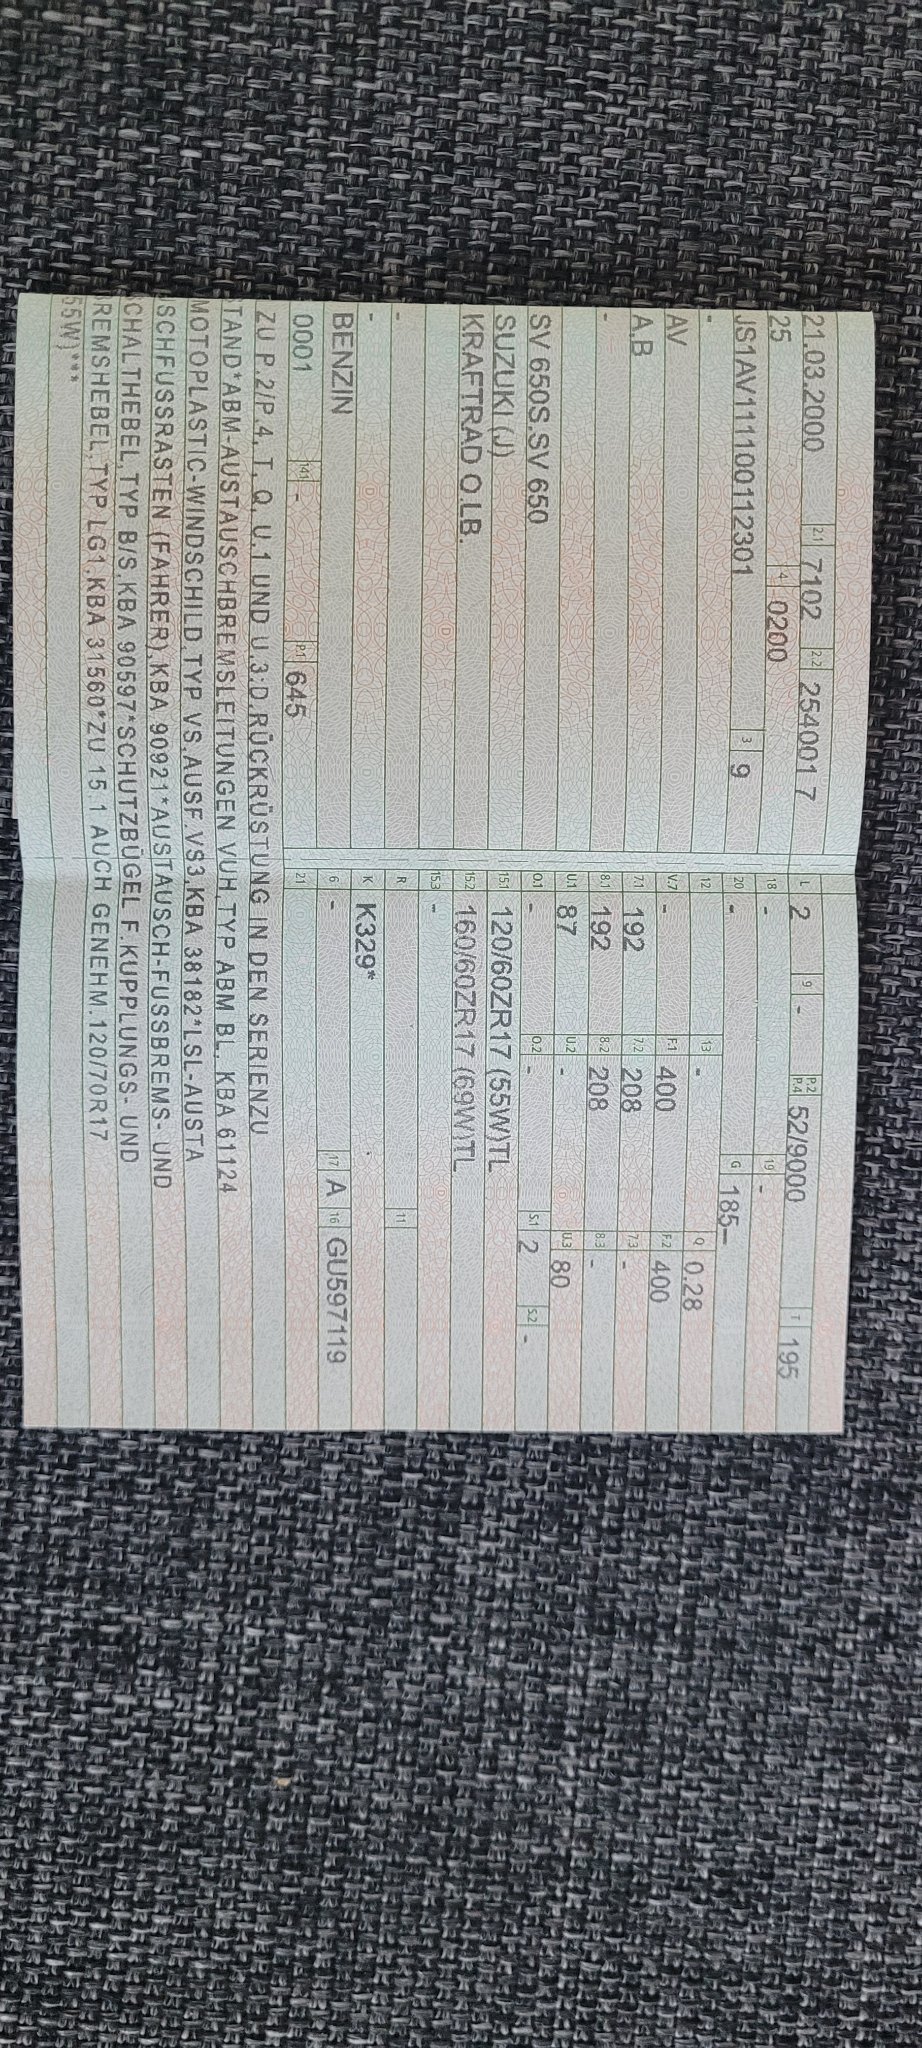 21.03.2000 2.1 7102 2.2 254001 7 L 2 9 - P.2 P.4 52/9000 T 195
25 4 0200 18 - 19 -
JS1AV111100112301 3 9 20 - G 185–
- 12 13 - Q 0.28
AV V.7 - F.1 400 F.2 400
A,B 7.1 192 7.2 208 7.3 -
- 8.1 192 8.2 208 8.3 -
U.1 87 U.2 - U.3 80
SV 650S,SV 650 O.1 - O.2 - S.1 2 S.2 -
SUZUKI (J) 15.1 120/60ZR17 (55W)TL
KRAFTRAD O.LB. 15.2 160/60ZR17 (69W)TL
15.3 -
- R 11
- K K329*
BENZIN 6 - 17 A 16 GU597119
0001 14.1 - P.1 645 21
ZU P.2/P.4, T, Q, U.1 UND U.3:D.RÜCKRÜSTUNG IN DEN SERIENZU
TAND*ABM-AUSTAUSCHBREMSLEITUNGEN VUH,TYP ABM BL, KBA 61124
MOTOPLASTIC-WINDSCHILD,TYP VS,AUSF VS3,KBA 38182*LSL-AUSTA
SCHFUSSRASTEN (FAHRER),KBA 90921*AUSTAUSCH-FUSSBREMS- UND
CHALTHEBEL,TYP B/S,KBA 90597*SCHUTZBÜGEL F.KUPPLUNGS- UND
REMSHEBEL,TYP LG1,KBA 31560*ZU 15.1 AUCH GENEHM.120/70R17
55W)***